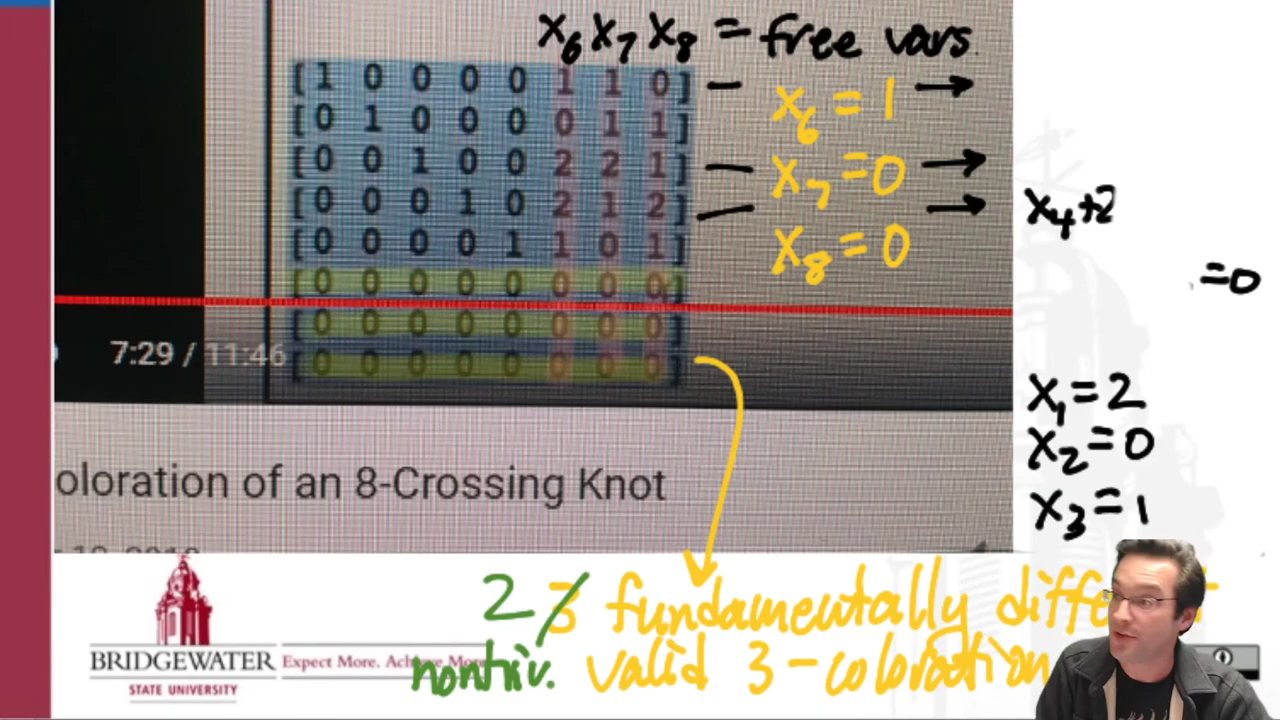 x6 x7 x8 = free vars.
[1 0 0 0 0 1 1 0] – x6 = 1 →
[0 1 0 0 0 0 1 1]
[0 0 1 0 0 2 2 1] – x7 = 0 →
[0 0 0 1 0 2 1 2] – → x4+2
[0 0 0 0 1 1 0 1] x8 = 0
=0
[0 0 0 0 0 0 0 0]
[0 0 0 0 0 0 0 0]
7:29 / 11:46
[0 0 0 0 0 0 0 0]
x1 = 2
x2 = 0
oloration of an 8-Crossing Knot
x3 = 1
2 3 fundamentally
nontriv. valid 3-coloration
BRIDGEWATER
STATE UNIVERSITY
Expect More.